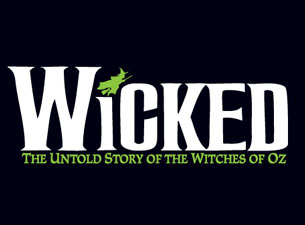 WICKED
THE UNTOLD STORY OF THE WITCHES OF OZ